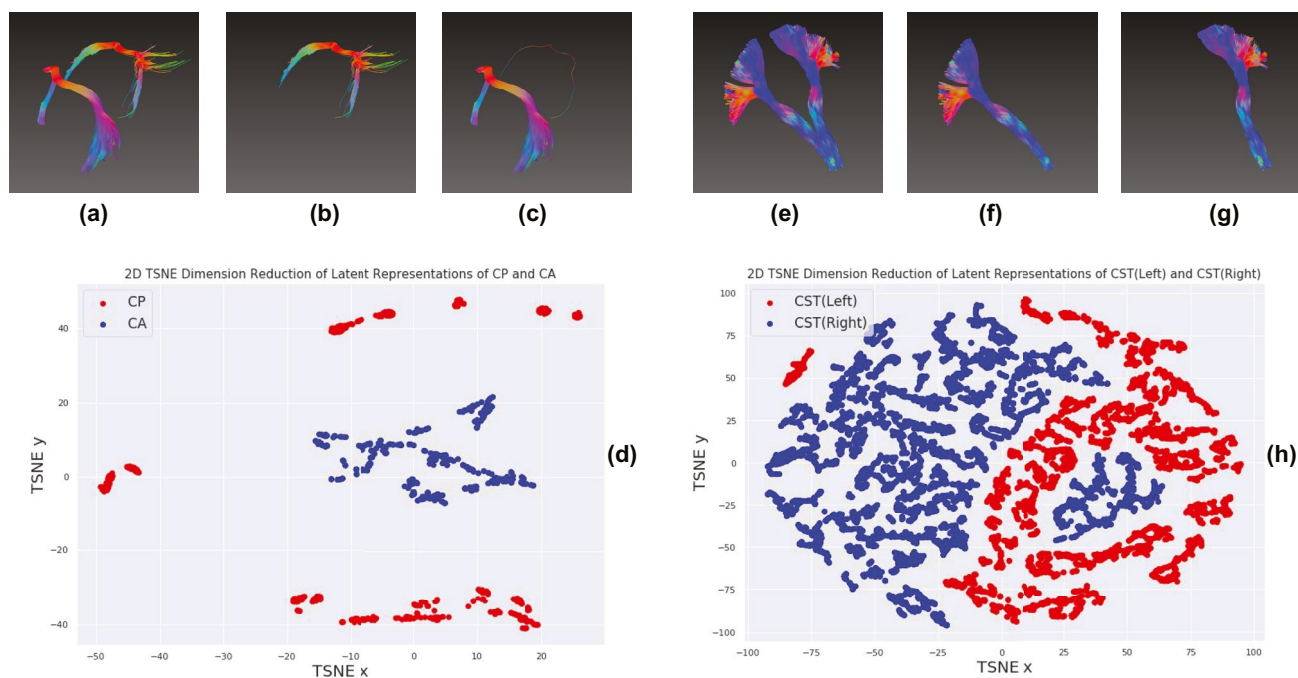 (a)
(b)
(c)
(e)
(f)
(g)
2D TSNE Dimension Reduction of Latent Representations of CP and CA
CP
CA
40
20
0
−20
−40
TSNE y
−50
−40
−30
−20
−10
0
10
20
TSNE x
(d)
2D TSNE Dimension Reduction of Latent Representations of CST(Left) and CST(Right)
CST(Left)
CST(Right)
100
75
50
25
0
−25
−50
−75
−100
TSNE y
−100
−75
−50
−25
0
25
50
75
100
TSNE x
(h)